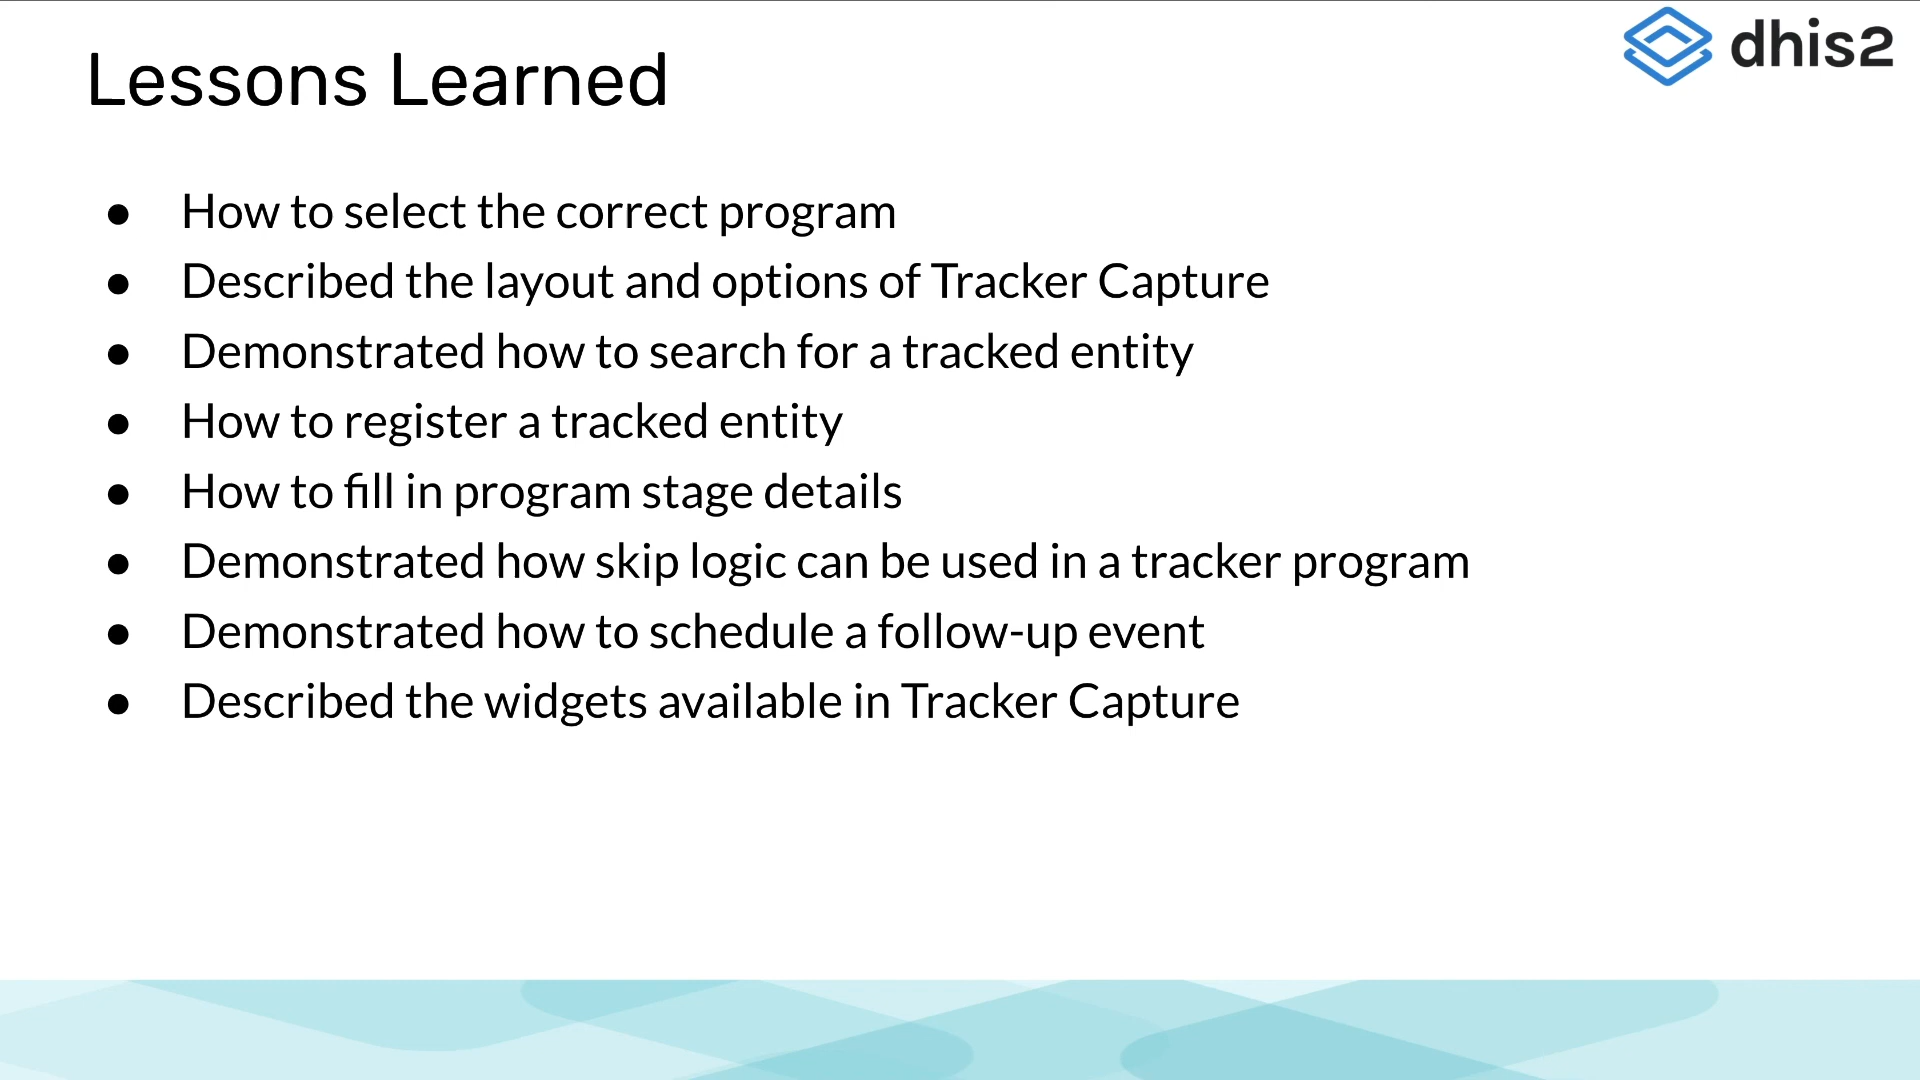 Lessons Learned
dhis2
● How to select the correct program
● Described the layout and options of Tracker Capture
● Demonstrated how to search for a tracked entity
● How to register a tracked entity
● How to fill in program stage details
● Demonstrated how skip logic can be used in a tracker program
● Demonstrated how to schedule a follow-up event
● Described the widgets available in Tracker Capture